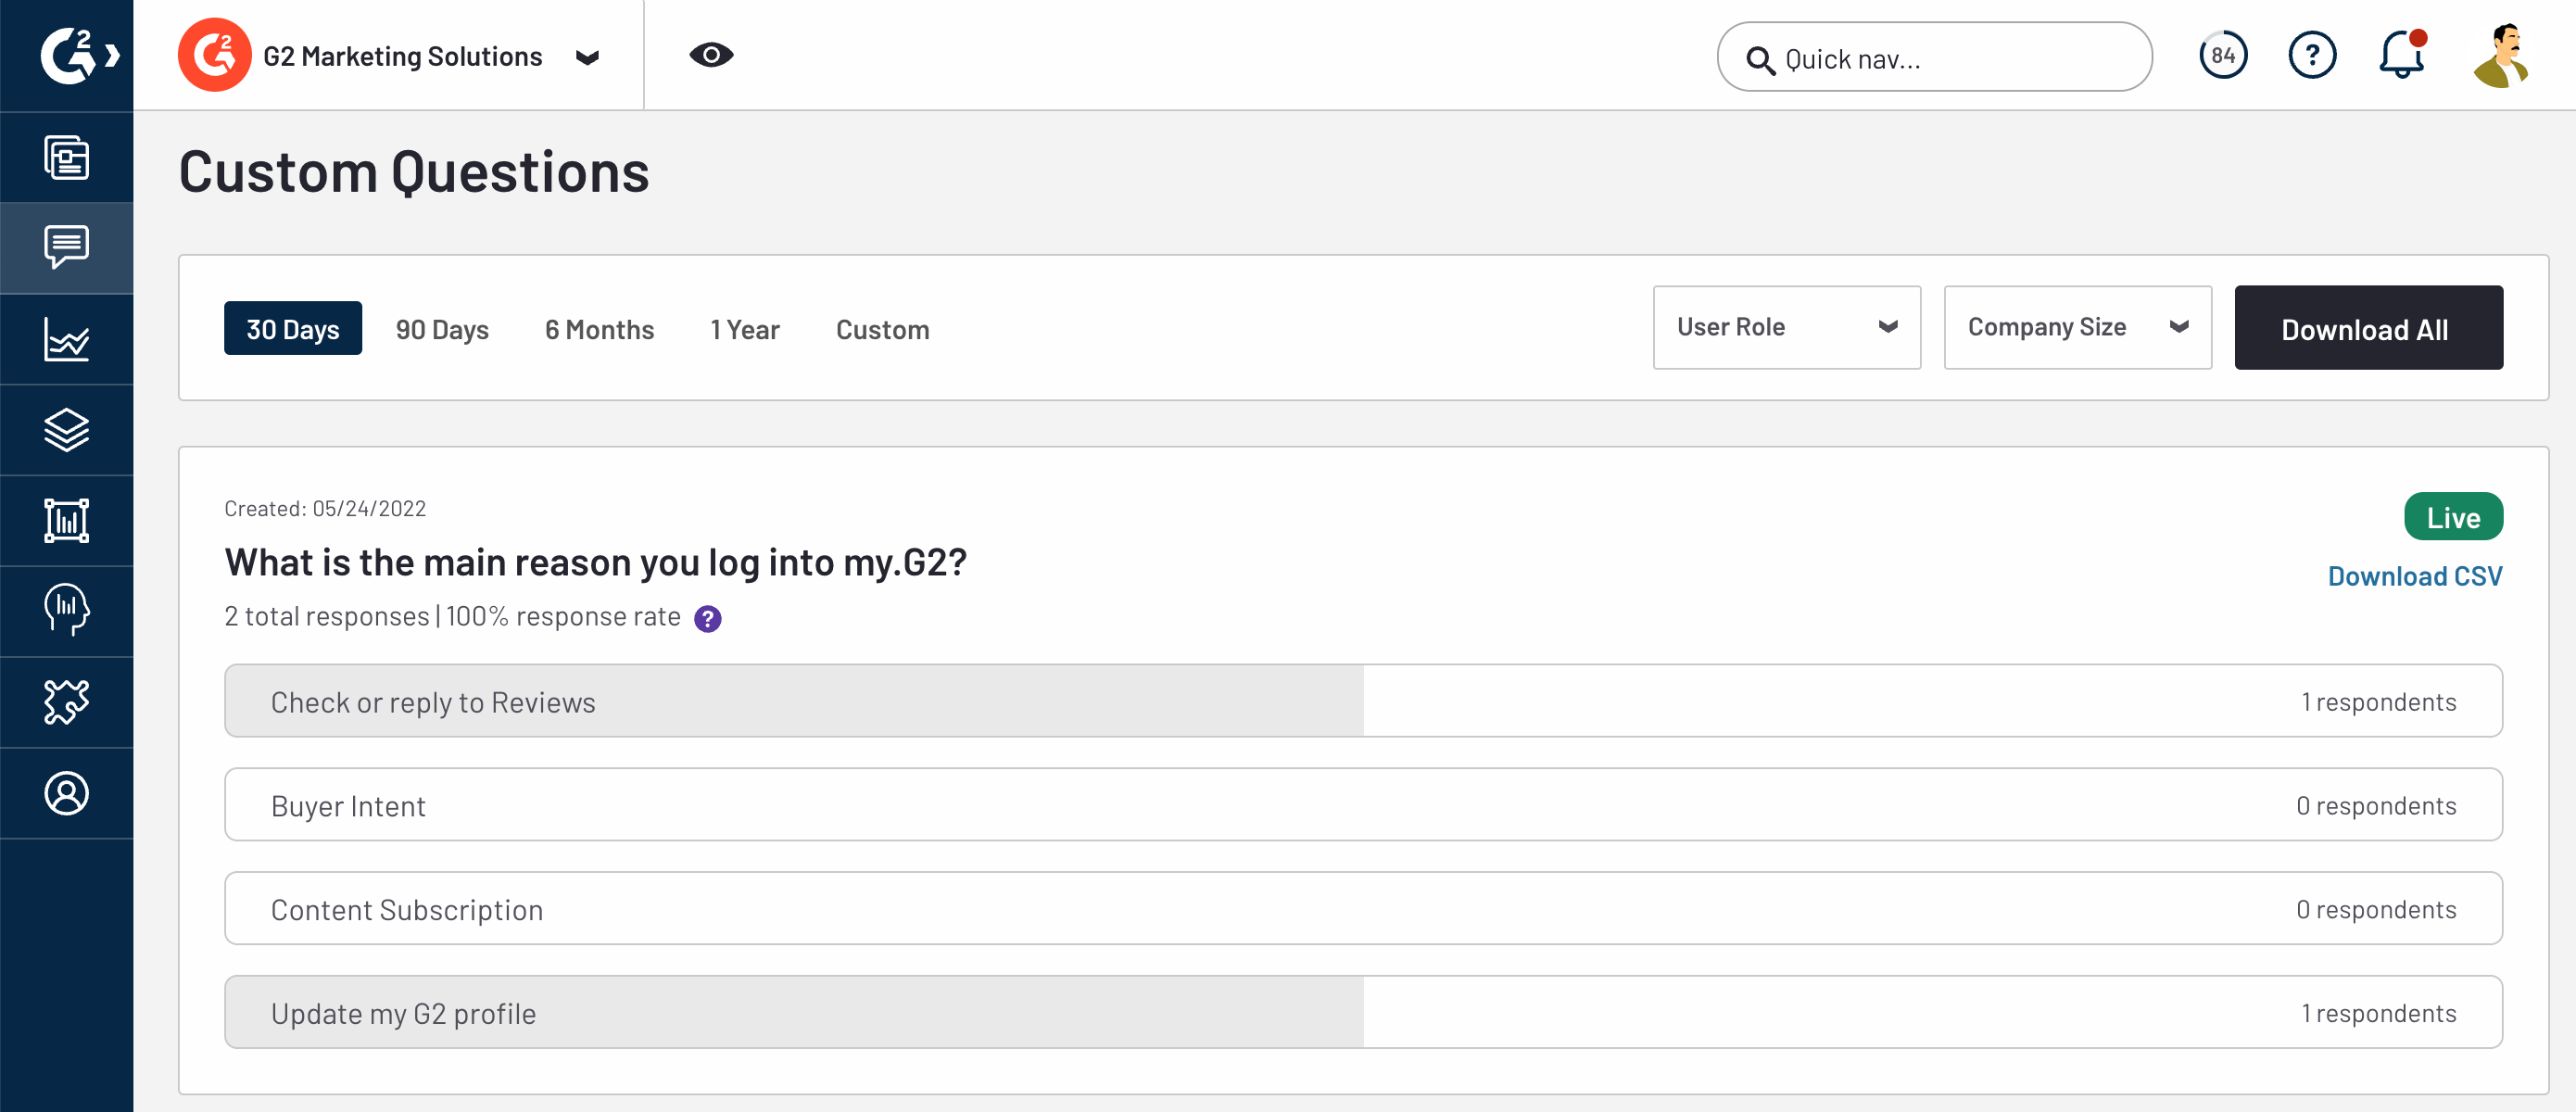 G2 Marketing Solutions
Quick nav...
84
?
Custom Questions
30 Days 90 Days 6 Months 1 Year Custom
User Role Company Size Download All
Created: 05/24/2022
Live
What is the main reason you log into my.G2?
Download CSV
2 total responses | 100% response rate ?
Check or reply to Reviews 1 respondents
Buyer Intent 0 respondents
Content Subscription 0 respondents
Update my G2 profile 1 respondents